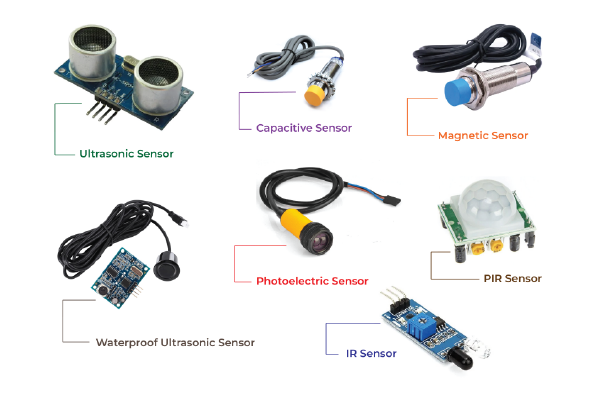 Ultrasonic Sensor
Capacitive Sensor
Magnetic Sensor
Photoelectric Sensor
PIR Sensor
Waterproof Ultrasonic Sensor
IR Sensor